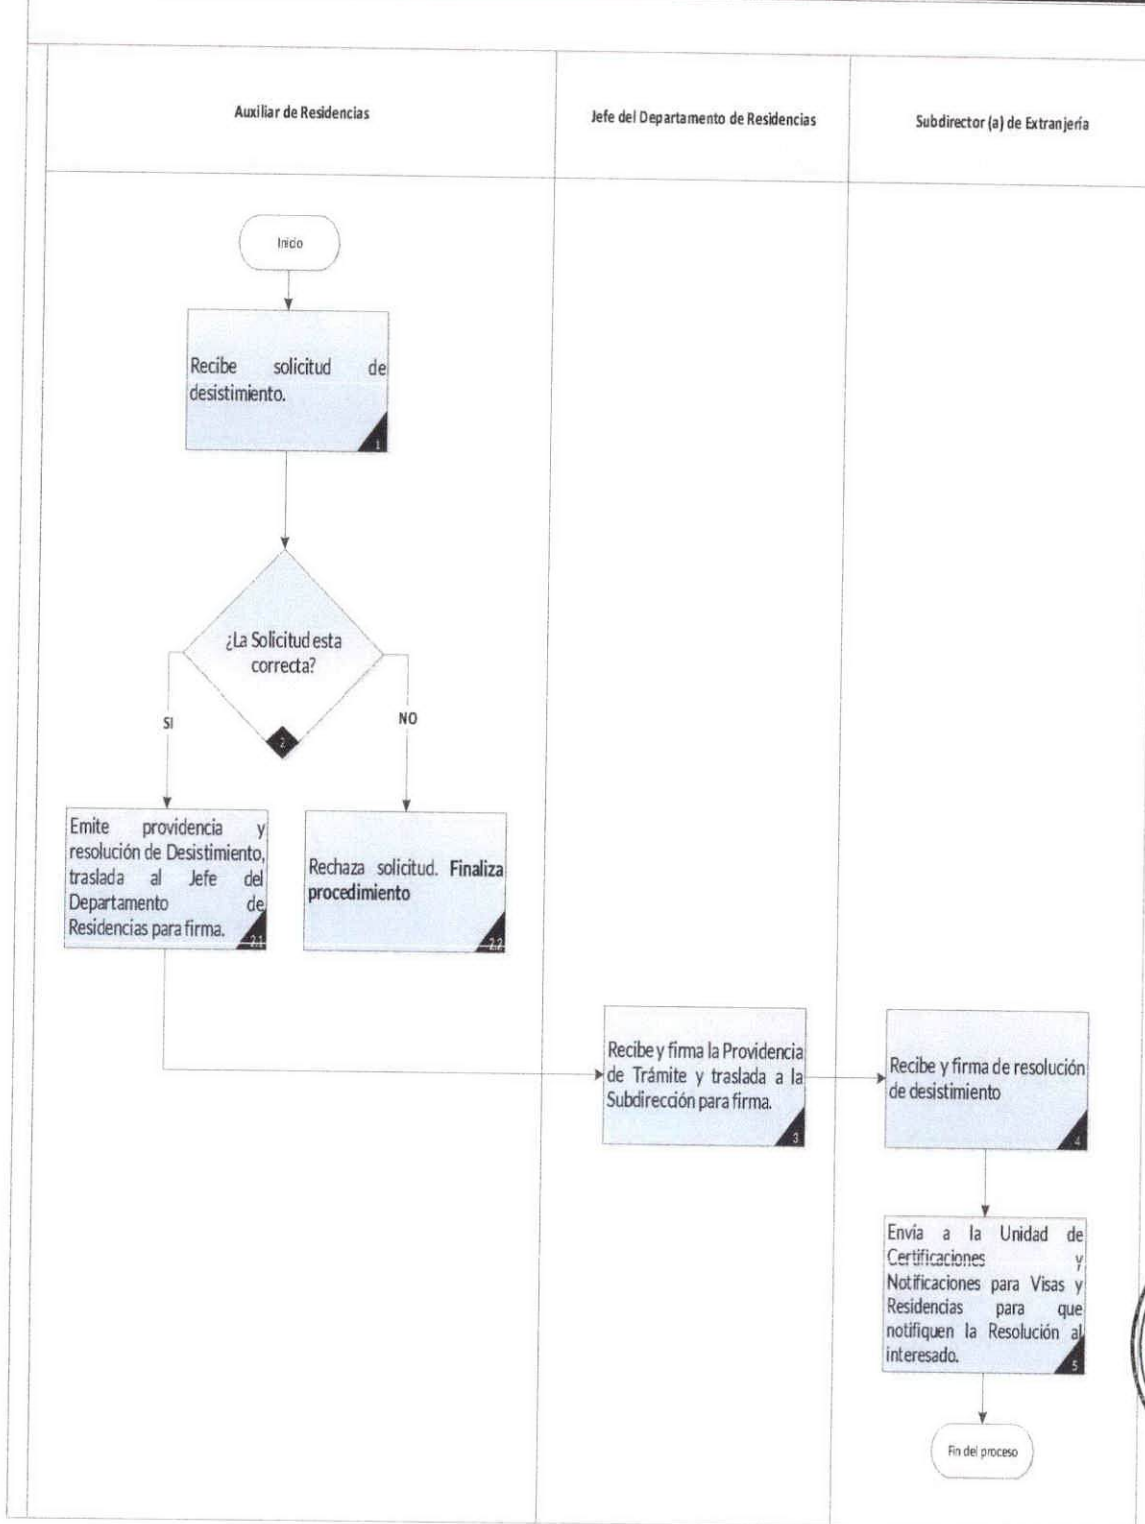 Auxiliar de Residencias
Jefe del Departamento de Residencias
Subdirector (a) de Extranjería
Inicio
Recibe solicitud de
desistimiento.
1
¿La Solicitud esta
correcta?
2
SI
NO
Emite providencia y
resolución de Desistimiento,
traslada al Jefe del
Departamento de
Residencias para firma.
2.1
Rechaza solicitud. Finaliza
procedimiento
2.2
Recibe y firma la Providencia
de Trámite y traslada a la
Subdirección para firma.
3
Recibe y firma de resolución
de desistimiento
4
Envía a la Unidad de
Certificaciones y
Notificaciones para Visas y
Residencias para que
notifiquen la Resolución al
interesado.
5
Fin del proceso